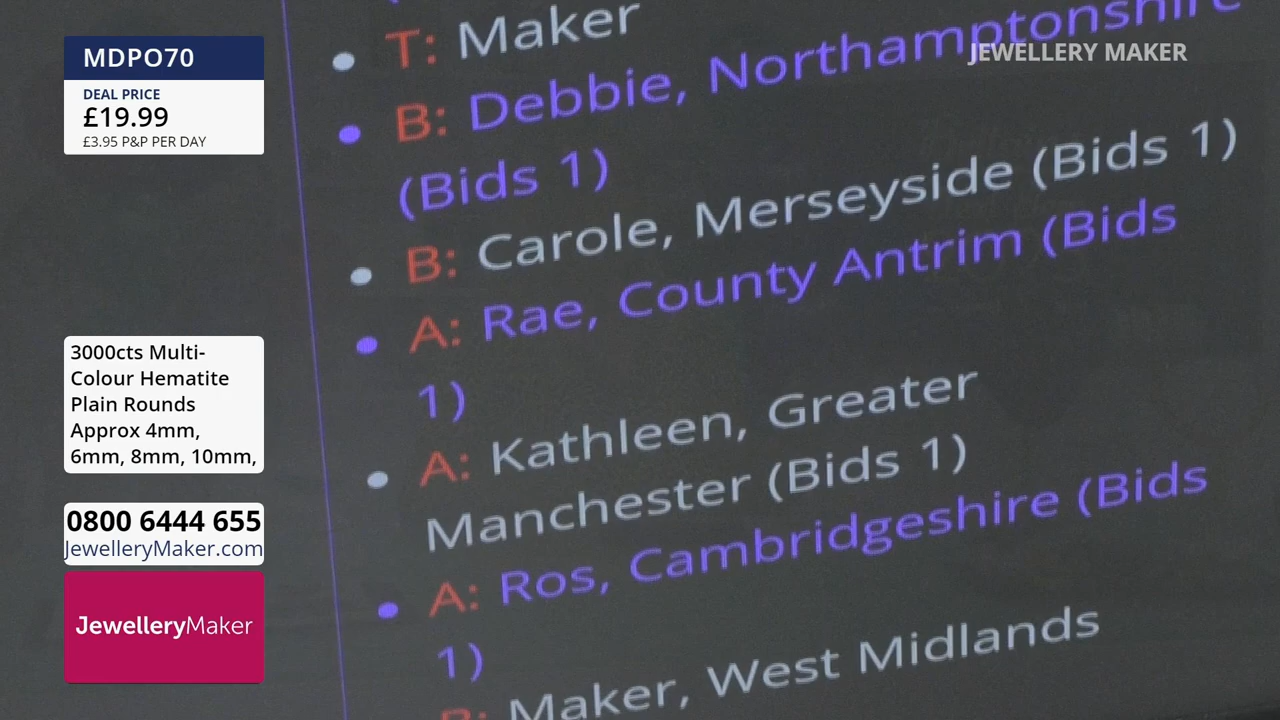 MDPO70
DEAL PRICE
£19.99
£3.95 P&P PER DAY
3000cts Multi-
Colour Hematite
Plain Rounds
Approx 4mm,
6mm, 8mm, 10mm,
0800 6444 655
JewelleryMaker.com
JewelleryMaker
JEWELLERY MAKER
T: Maker
B: Debbie, Northamptonshire
(Bids 1)
B: Carole, Merseyside (Bids 1)
A: Rae, County Antrim (Bids
1)
A: Kathleen, Greater
Manchester (Bids 1)
A: Ros, Cambridgeshire (Bids
1)
B: Maker, West Midlands